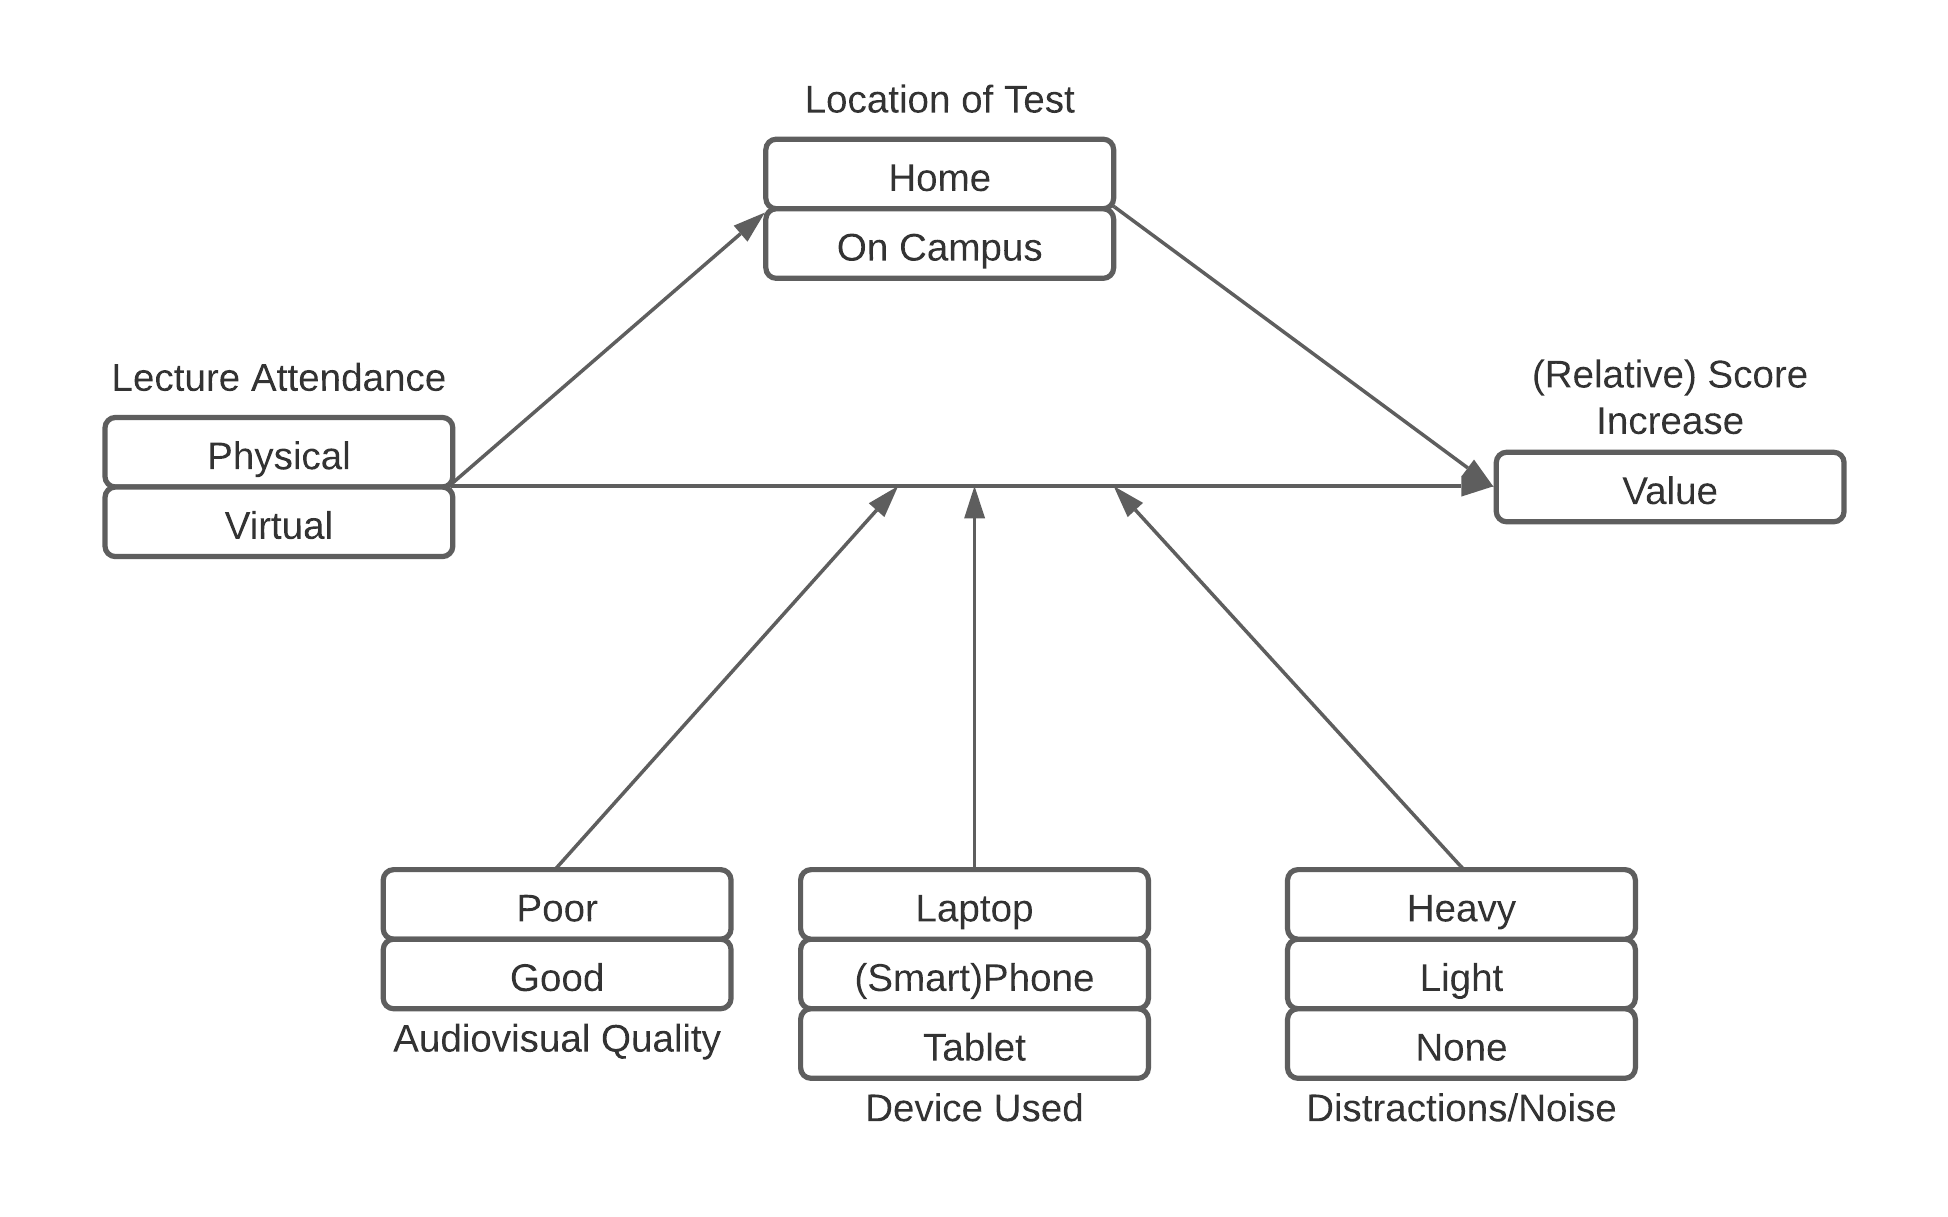 Location of Test
Home
On Campus
Lecture Attendance
Physical
Virtual
(Relative) Score
Increase
Value
Poor
Good
Audiovisual Quality
Laptop
(Smart)Phone
Tablet
Device Used
Heavy
Light
None
Distractions/Noise